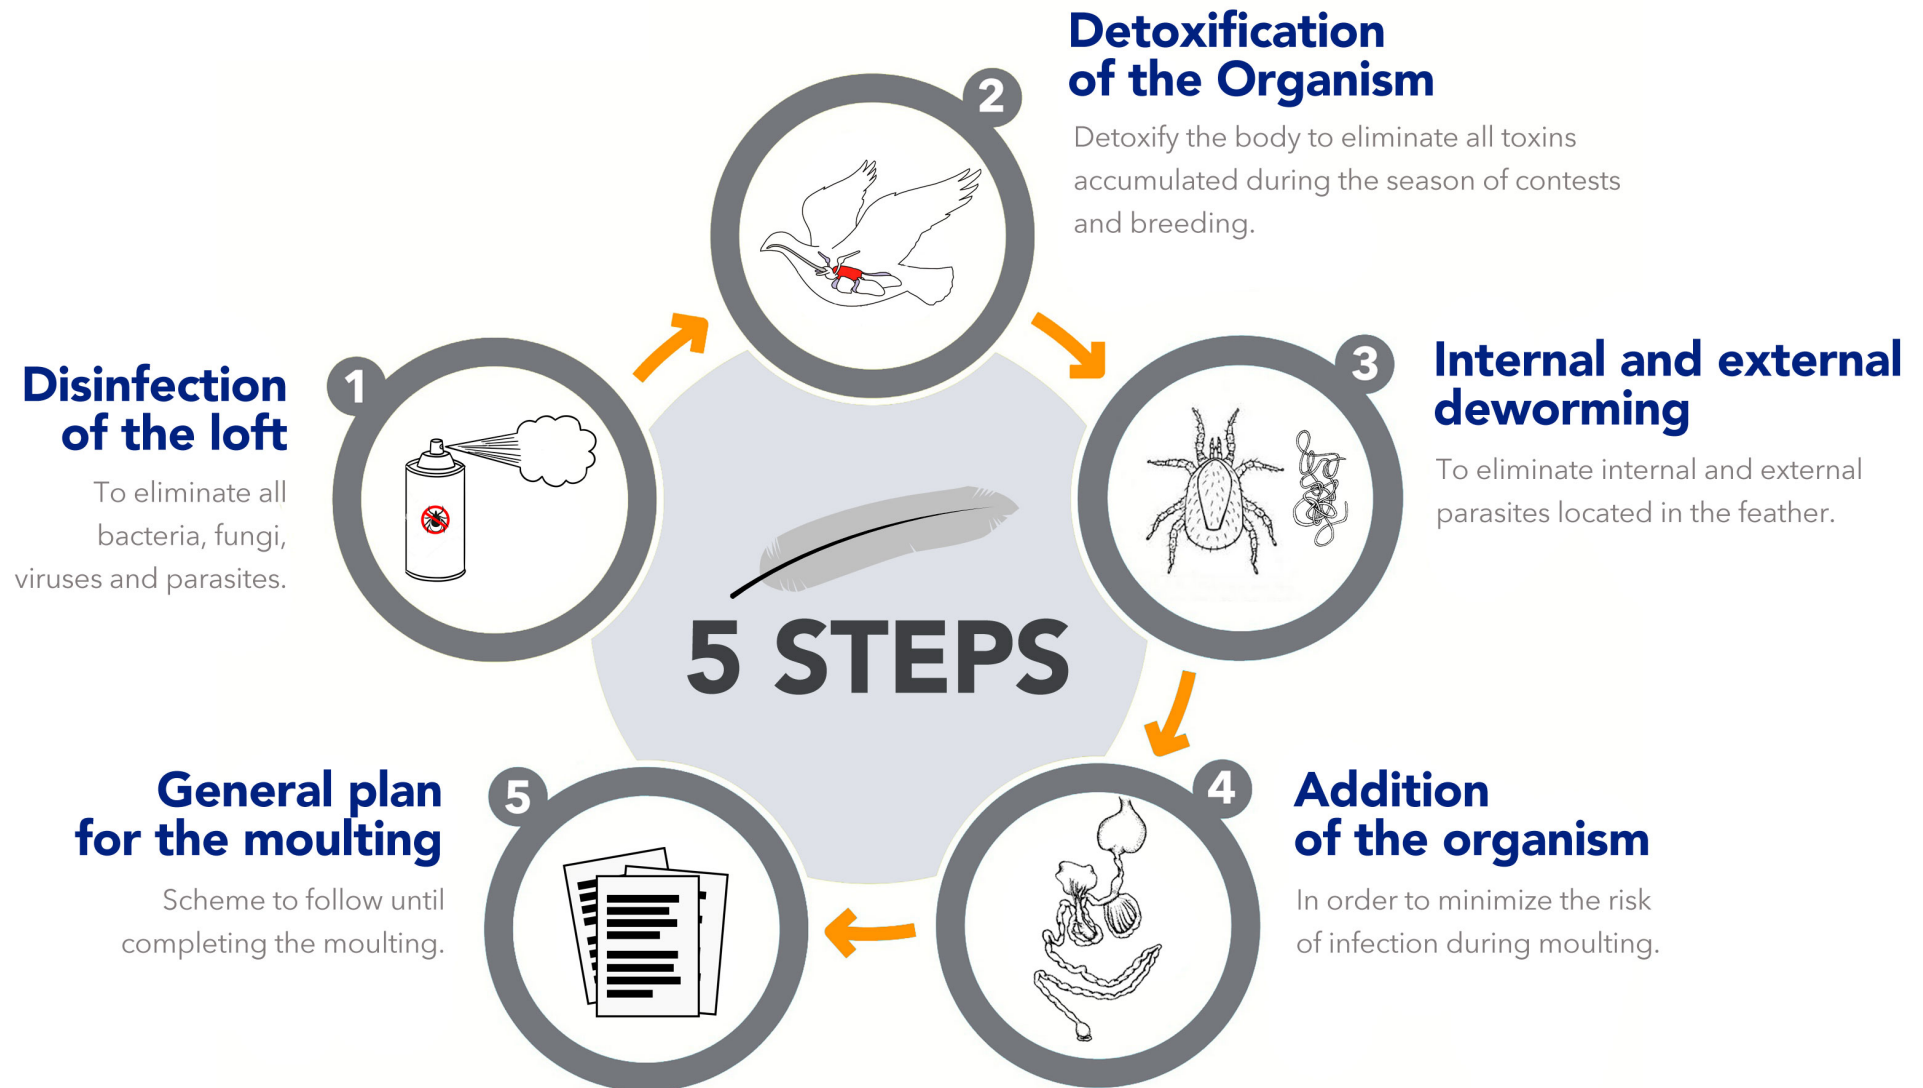 1
Disinfection
of the loft
To eliminate all
bacteria, fungi,
viruses and parasites.
2
Detoxification
of the Organism
Detoxify the body to eliminate all toxins
accumulated during the season of contests
and breeding.
3
Internal and external
deworming
To eliminate internal and external
parasites located in the feather.
4
Addition
of the organism
In order to minimize the risk
of infection during moulting.
5
General plan
for the moulting
Scheme to follow until
completing the moulting.
5 STEPS